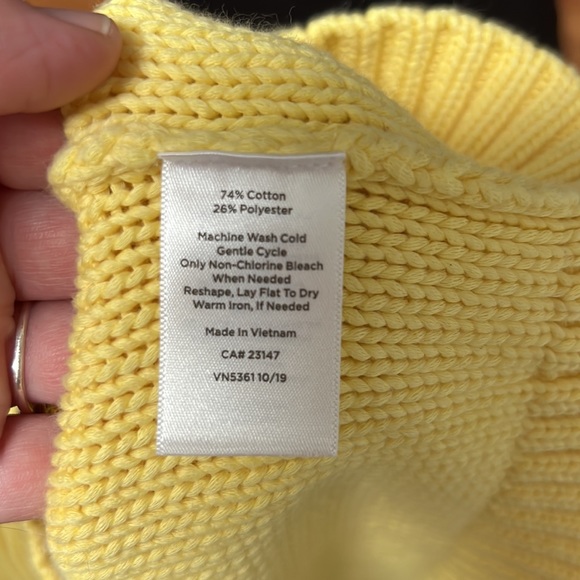 74% Cotton
26% Polyester
Machine Wash Cold
Gentle Cycle
Only Non-Chlorine Bleach
When Needed
Reshape, Lay Flat To Dry
Warm Iron, If Needed
Made In Vietnam
CA# 23147
VN5361 10/19